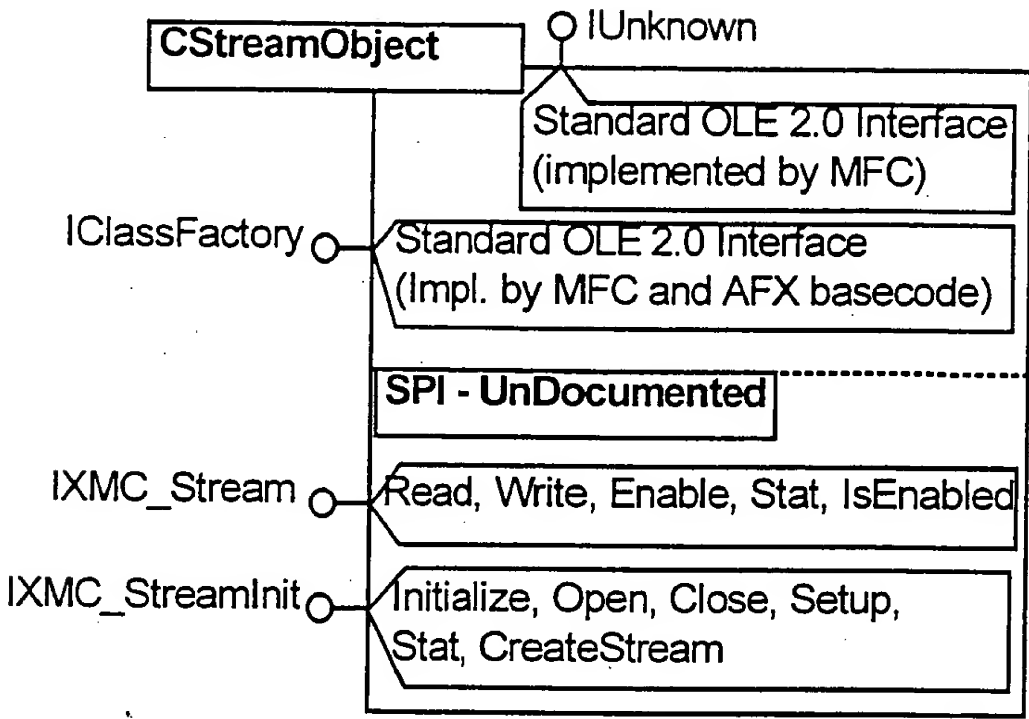 CStreamObject
IUnknown
Standard OLE 2.0 Interface
(implemented by MFC)
IClassFactory
Standard OLE 2.0 Interface
(Impl. by MFC and AFX basecode)
SPI - UnDocumented
IXMC_Stream
Read, Write, Enable, Stat, IsEnabled
IXMC_StreamInit
Initialize, Open, Close, Setup,
Stat, CreateStream